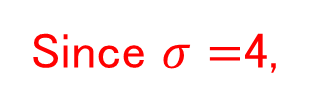 Since σ =4,